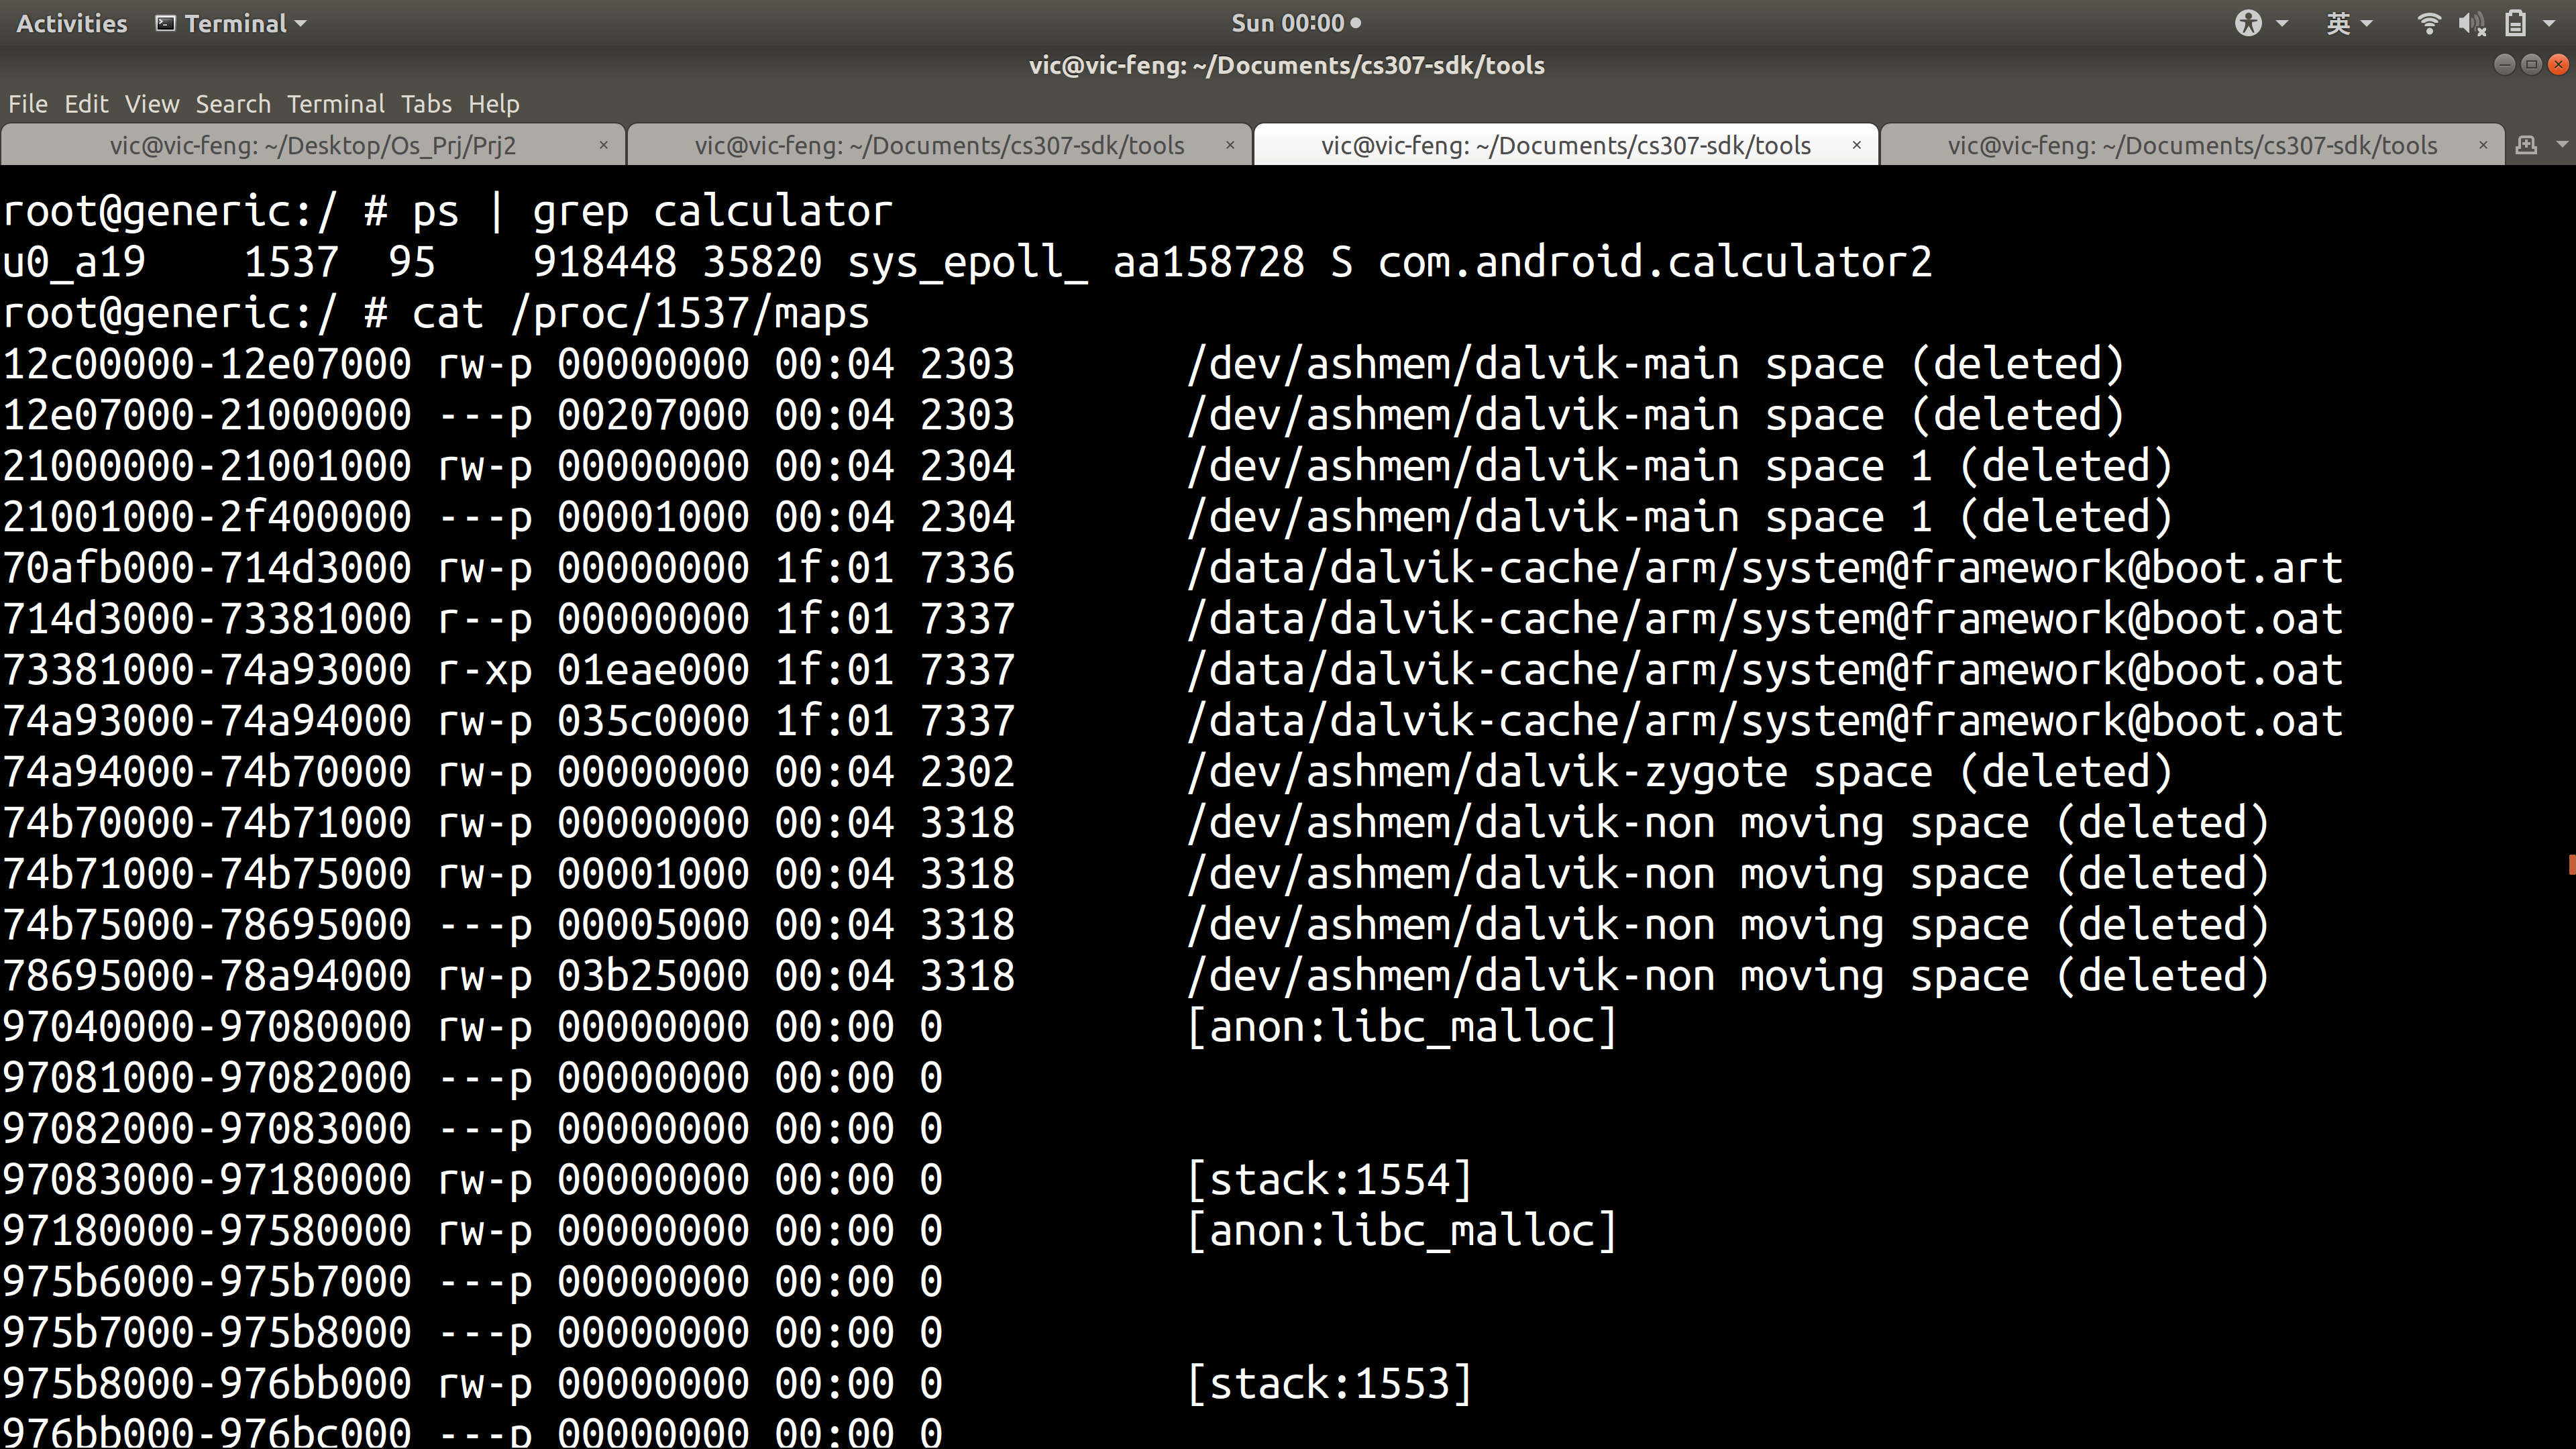 Activities Terminal Sun 00:00 英
vic@vic-feng: ~/Documents/cs307-sdk/tools
File Edit View Search Terminal Tabs Help
vic@vic-feng: ~/Desktop/Os_Prj/Prj2 × vic@vic-feng: ~/Documents/cs307-sdk/tools × vic@vic-feng: ~/Documents/cs307-sdk/tools × vic@vic-feng: ~/Documents/cs307-sdk/tools ×
root@generic:/ # ps | grep calculator
u0_a19    1537  95    918448 35820 sys_epoll_ aa158728 S com.android.calculator2
root@generic:/ # cat /proc/1537/maps
12c00000-12e07000 rw-p 00000000 00:04 2303       /dev/ashmem/dalvik-main space (deleted)
12e07000-21000000 ---p 00207000 00:04 2303       /dev/ashmem/dalvik-main space (deleted)
21000000-21001000 rw-p 00000000 00:04 2304       /dev/ashmem/dalvik-main space 1 (deleted)
21001000-2f400000 ---p 00001000 00:04 2304       /dev/ashmem/dalvik-main space 1 (deleted)
70afb000-714d3000 rw-p 00000000 1f:01 7336       /data/dalvik-cache/arm/system@framework@boot.art
714d3000-73381000 r--p 00000000 1f:01 7337       /data/dalvik-cache/arm/system@framework@boot.oat
73381000-74a93000 r-xp 01eae000 1f:01 7337       /data/dalvik-cache/arm/system@framework@boot.oat
74a93000-74a94000 rw-p 035c0000 1f:01 7337       /data/dalvik-cache/arm/system@framework@boot.oat
74a94000-74b70000 rw-p 00000000 00:04 2302       /dev/ashmem/dalvik-zygote space (deleted)
74b70000-74b71000 rw-p 00000000 00:04 3318       /dev/ashmem/dalvik-non moving space (deleted)
74b71000-74b75000 rw-p 00001000 00:04 3318       /dev/ashmem/dalvik-non moving space (deleted)
74b75000-78695000 ---p 00005000 00:04 3318       /dev/ashmem/dalvik-non moving space (deleted)
78695000-78a94000 rw-p 03b25000 00:04 3318       /dev/ashmem/dalvik-non moving space (deleted)
97040000-97080000 rw-p 00000000 00:00 0          [anon:libc_malloc]
97081000-97082000 ---p 00000000 00:00 0
97082000-97083000 ---p 00000000 00:00 0
97083000-97180000 rw-p 00000000 00:00 0          [stack:1554]
97180000-97580000 rw-p 00000000 00:00 0          [anon:libc_malloc]
975b6000-975b7000 ---p 00000000 00:00 0
975b7000-975b8000 ---p 00000000 00:00 0
975b8000-976bb000 rw-p 00000000 00:00 0          [stack:1553]
976bb000-976bc000 ---p 00000000 00:00 0